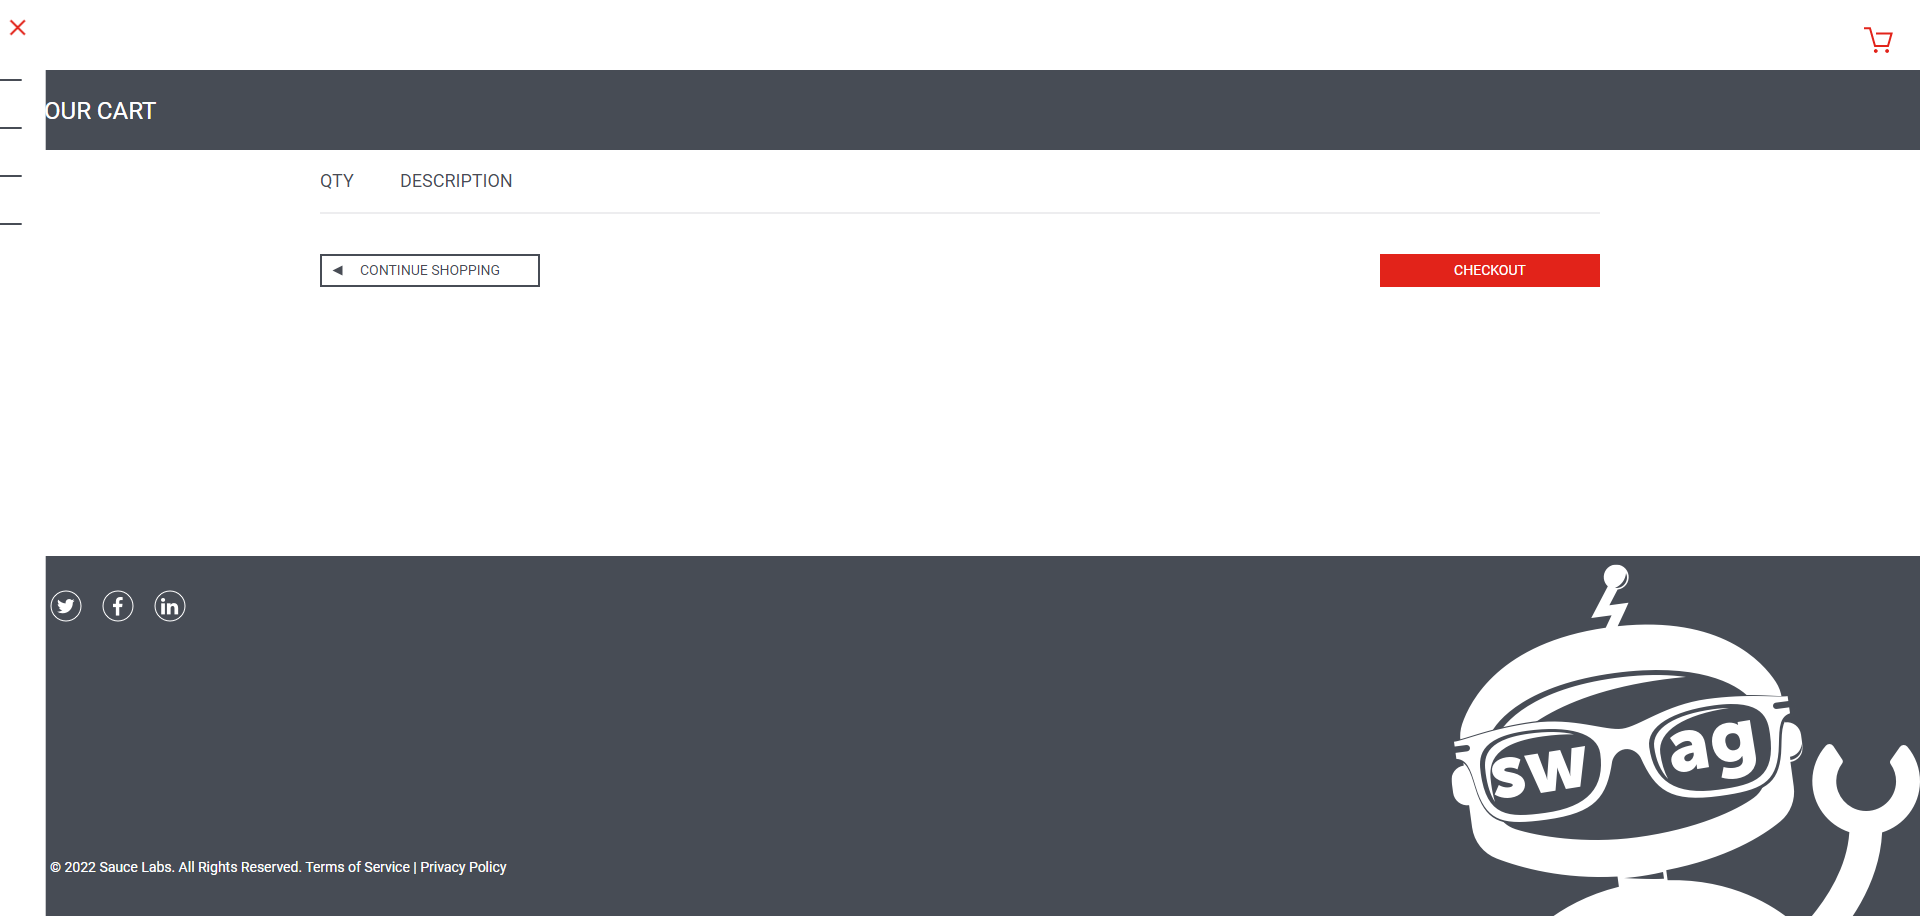 OUR CART
QTY DESCRIPTION
CONTINUE SHOPPING
CHECKOUT
sw ag
© 2022 Sauce Labs. All Rights Reserved. Terms of Service | Privacy Policy